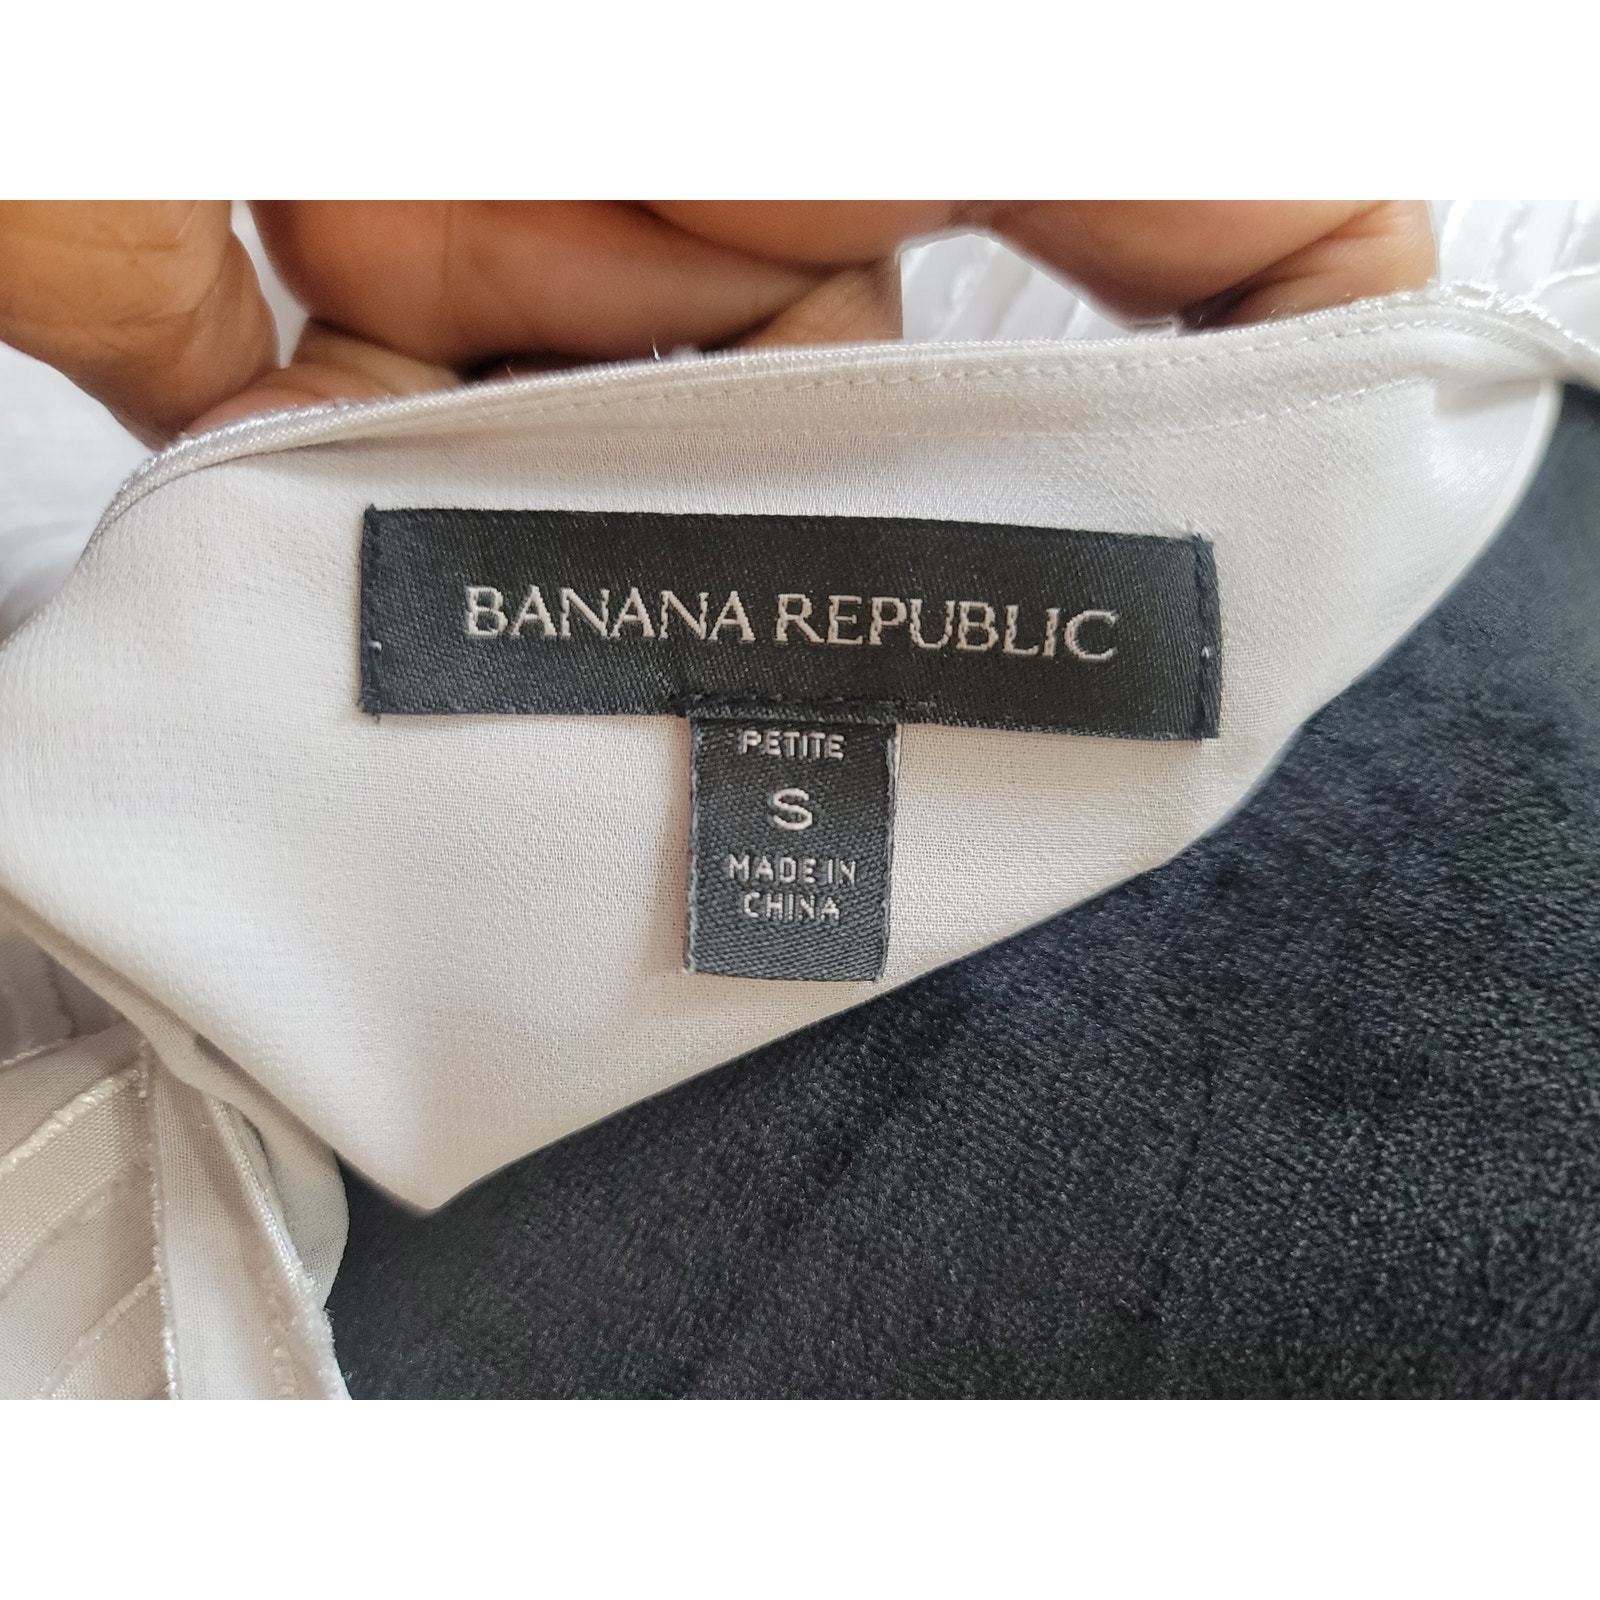 BANANA REPUBLIC
PETITE
S
MADE IN
CHINA